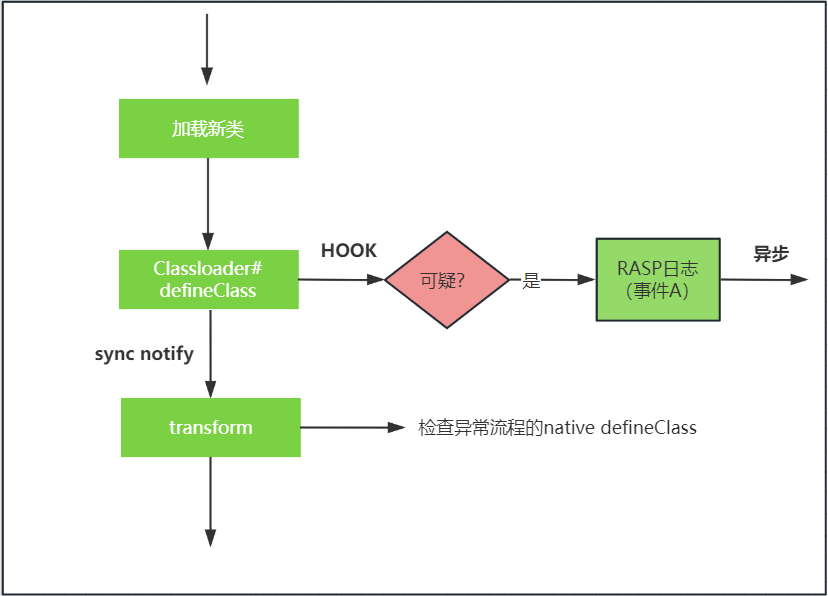 加载新类
Classloader#
defineClass
HOOK
可疑?
是
RASP日志
（事件A）
异步
sync notify
transform
检查异常流程的native defineClass